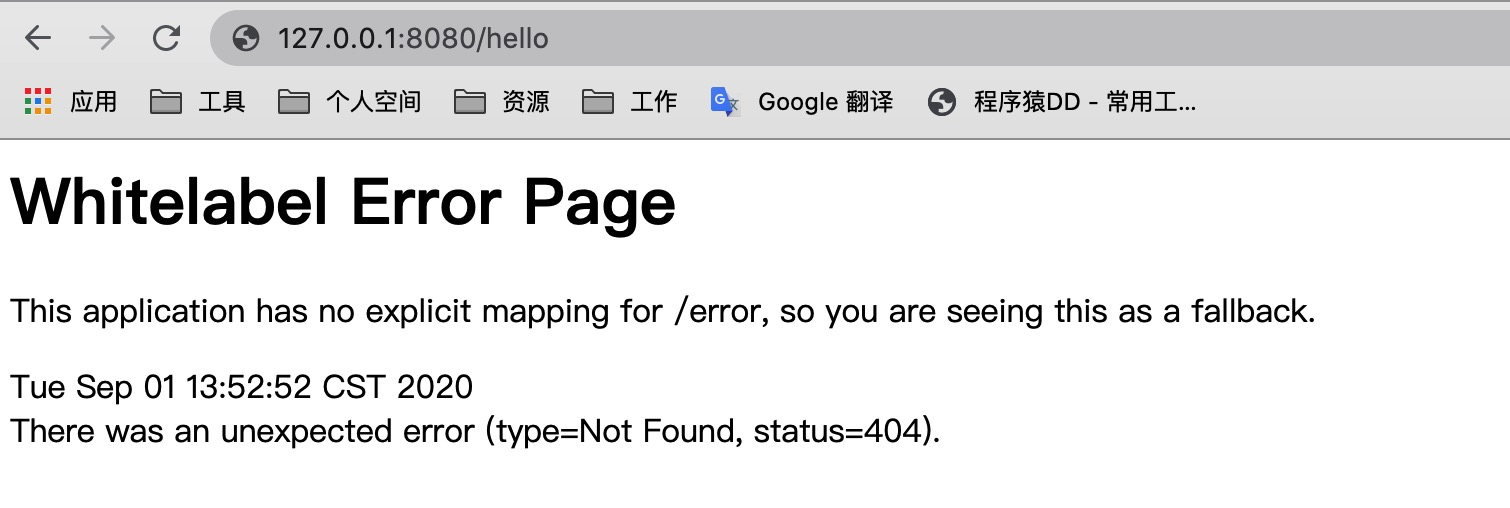 127.0.0.1:8080/hello
应用 工具 个人空间 资源 工作 Google 翻译 程序猿DD - 常用工...
Whitelabel Error Page
This application has no explicit mapping for /error, so you are seeing this as a fallback.
Tue Sep 01 13:52:52 CST 2020
There was an unexpected error (type=Not Found, status=404).